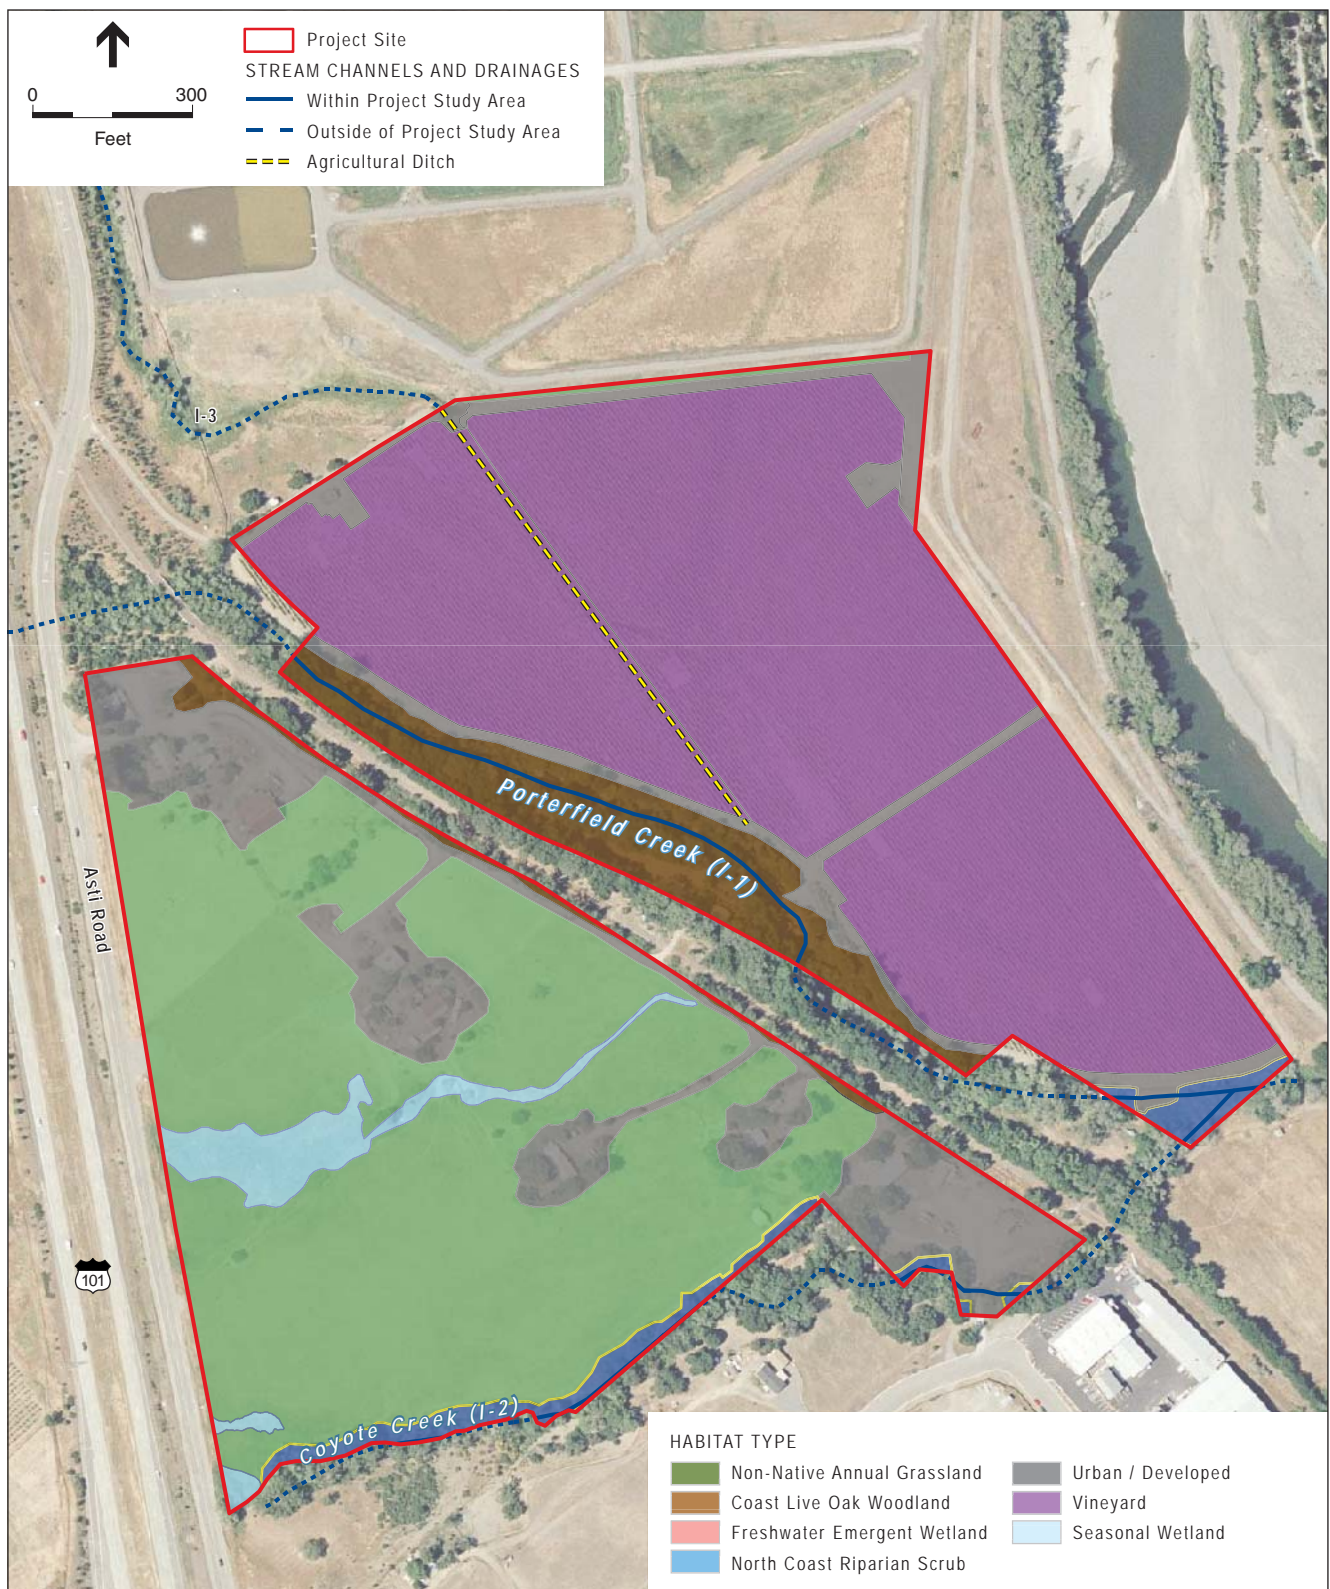 Project Site
STREAM CHANNELS AND DRAINAGES
Within Project Study Area
Outside of Project Study Area
Agricultural Ditch
0 300
Feet
I-3
Porterfield Creek (I-1)
Asti Road
101
Coyote Creek (I-2)
HABITAT TYPE
Non-Native Annual Grassland
Coast Live Oak Woodland
Freshwater Emergent Wetland
North Coast Riparian Scrub
Urban / Developed
Vineyard
Seasonal Wetland